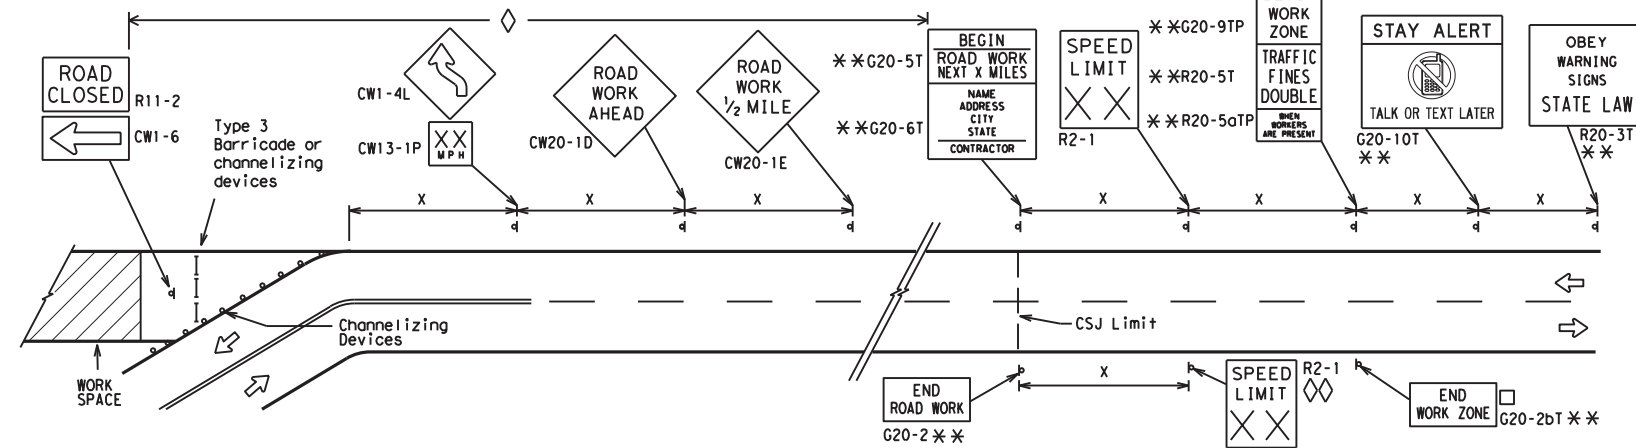 ROAD
CLOSED
R11-2
CW1-6
Type 3
Barricade or
channelizing
devices
CW1-4L
XX
MPH
CW13-1P
ROAD
WORK
AHEAD
CW20-1D
ROAD
WORK
1/2 MILE
CW20-1E
**G20-5T
**G20-6T
BEGIN
ROAD WORK
NEXT X MILES
NAME
ADDRESS
CITY
STATE
CONTRACTOR
SPEED
LIMIT
XX
R2-1
**G20-9TP
**R20-5T
**R20-5aTP
WORK
ZONE
TRAFFIC
FINES
DOUBLE
WHEN
WORKERS
ARE PRESENT
STAY ALERT
TALK OR TEXT LATER
G20-10T
**
OBEY
WARNING
SIGNS
STATE LAW
R20-3T
**
X
X
X
X
X
X
X
Channelizing
Devices
CSJ Limit
WORK
SPACE
END
ROAD WORK
G20-2**
X
SPEED
LIMIT
XX
R2-1
END
WORK ZONE
G20-2bT **